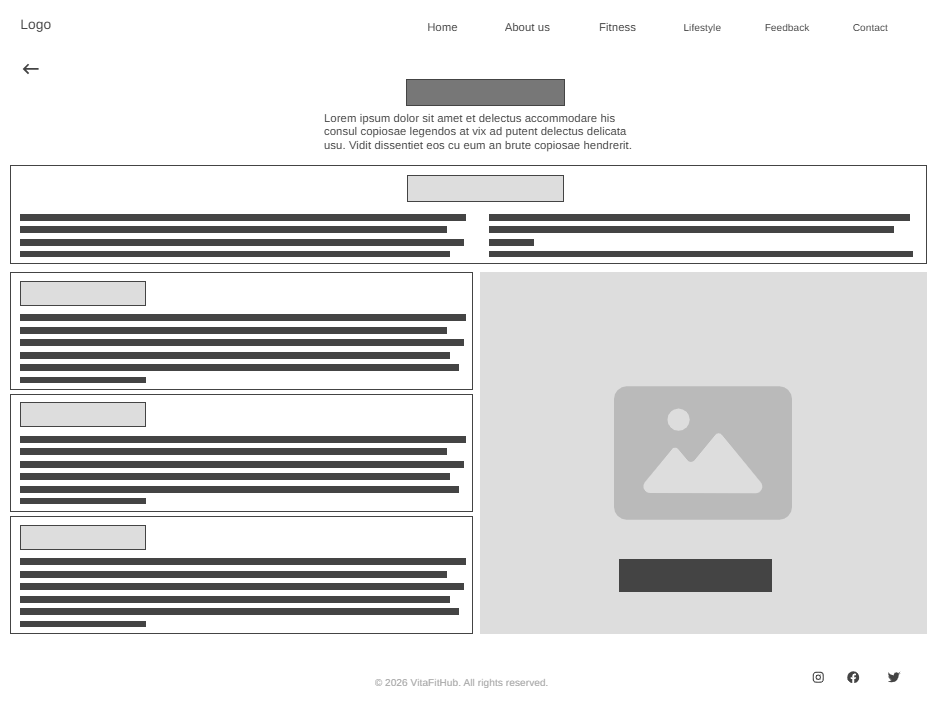 Logo
Home
About us
Fitness
Lifestyle
Feedback
Contact
Lorem ipsum dolor sit amet et delectus accommodare his
consul copiosae legendos at vix ad putent delectus delicata
usu. Vidit dissentiet eos cu eum an brute copiosae hendrerit.
© 2026 VitaFitHub. All rights reserved.